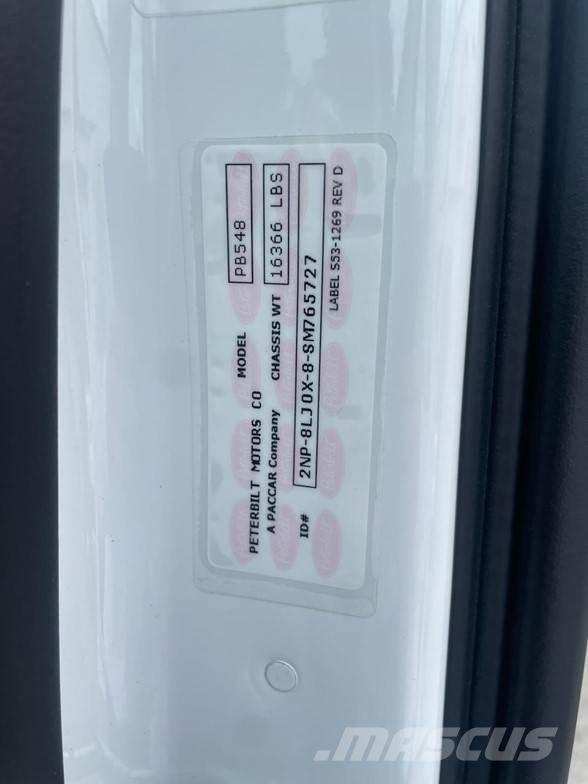 PETERBILT MOTORS CO MODEL PB548
A PACCAR Company CHASSIS WT 16366 LBS
ID# 2NP-8LJ0X-8-SM765727
LABEL S53-1269 REV D
MASCUS